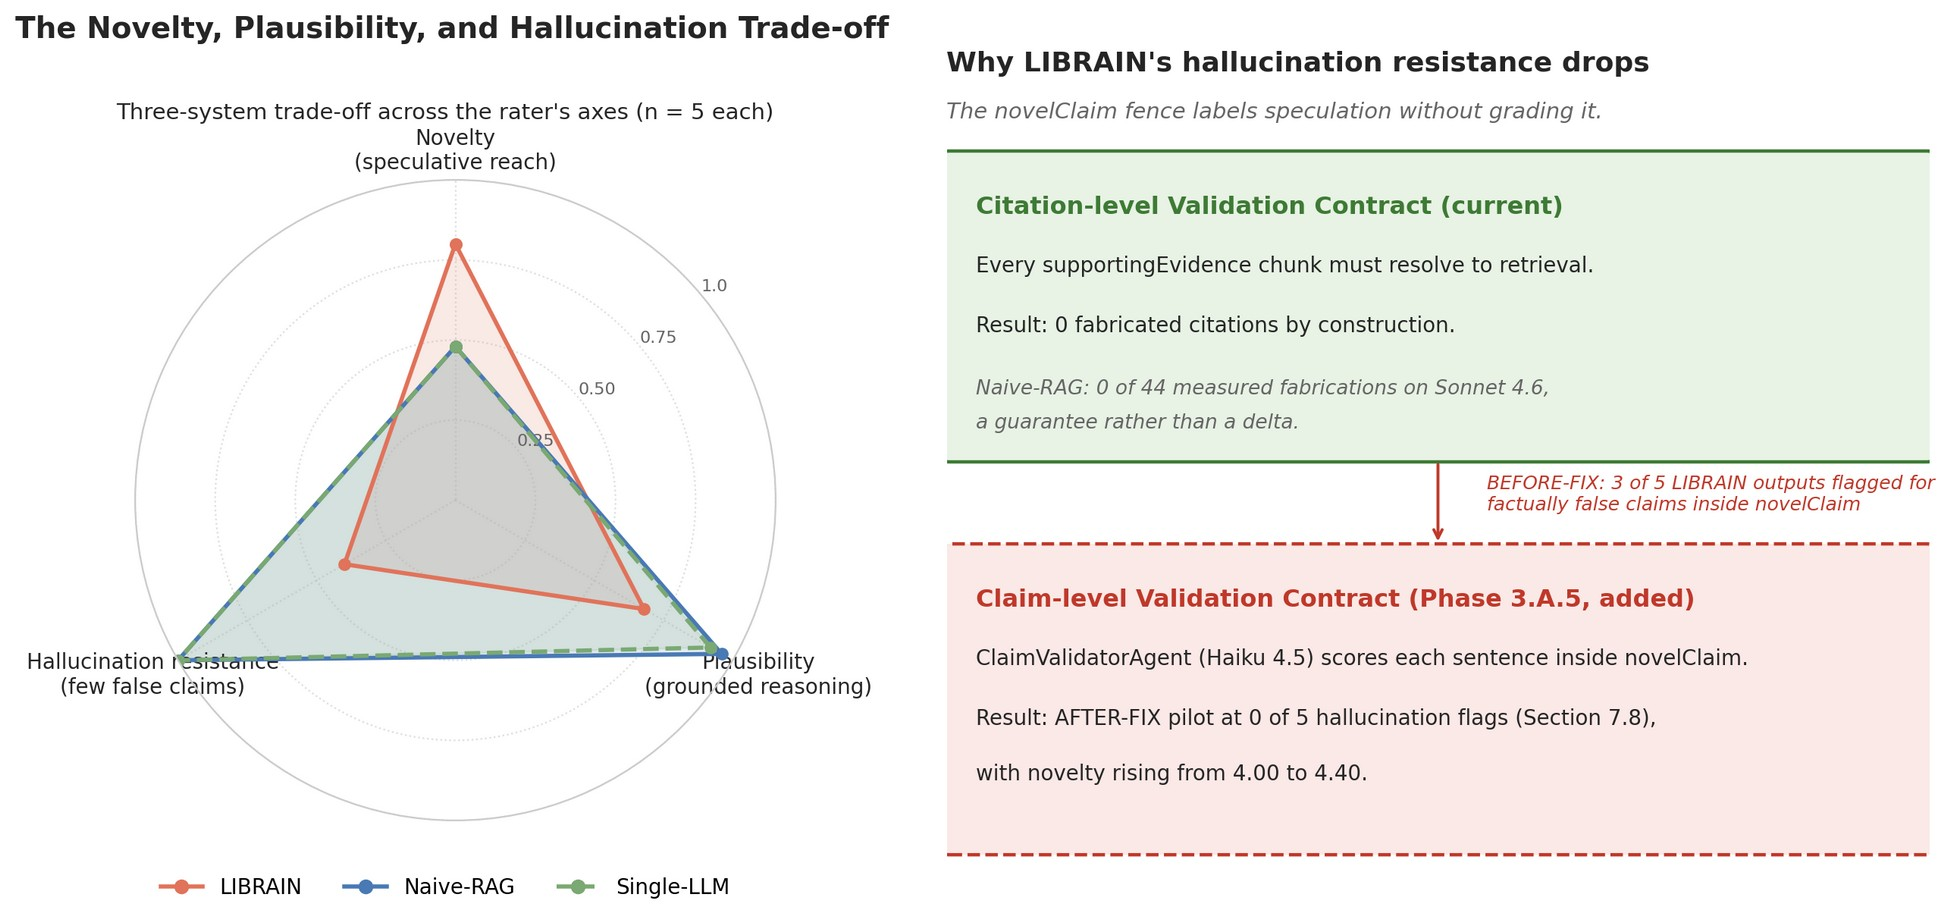 The Novelty, Plausibility, and Hallucination Trade-off
Three-system trade-off across the rater's axes (n = 5 each)
Novelty
(speculative reach)
1.0
0.75
0.50
0.25
Hallucination resistance
(few false claims)
Plausibility
(grounded reasoning)
LIBRAIN
Naive-RAG
Single-LLM
Why LIBRAIN's hallucination resistance drops
The novelClaim fence labels speculation without grading it.
Citation-level Validation Contract (current)
Every supportingEvidence chunk must resolve to retrieval.
Result: 0 fabricated citations by construction.
Naive-RAG: 0 of 44 measured fabrications on Sonnet 4.6,
a guarantee rather than a delta.
BEFORE-FIX: 3 of 5 LIBRAIN outputs flagged for
factually false claims inside novelClaim
Claim-level Validation Contract (Phase 3.A.5, added)
ClaimValidatorAgent (Haiku 4.5) scores each sentence inside novelClaim.
Result: AFTER-FIX pilot at 0 of 5 hallucination flags (Section 7.8),
with novelty rising from 4.00 to 4.40.